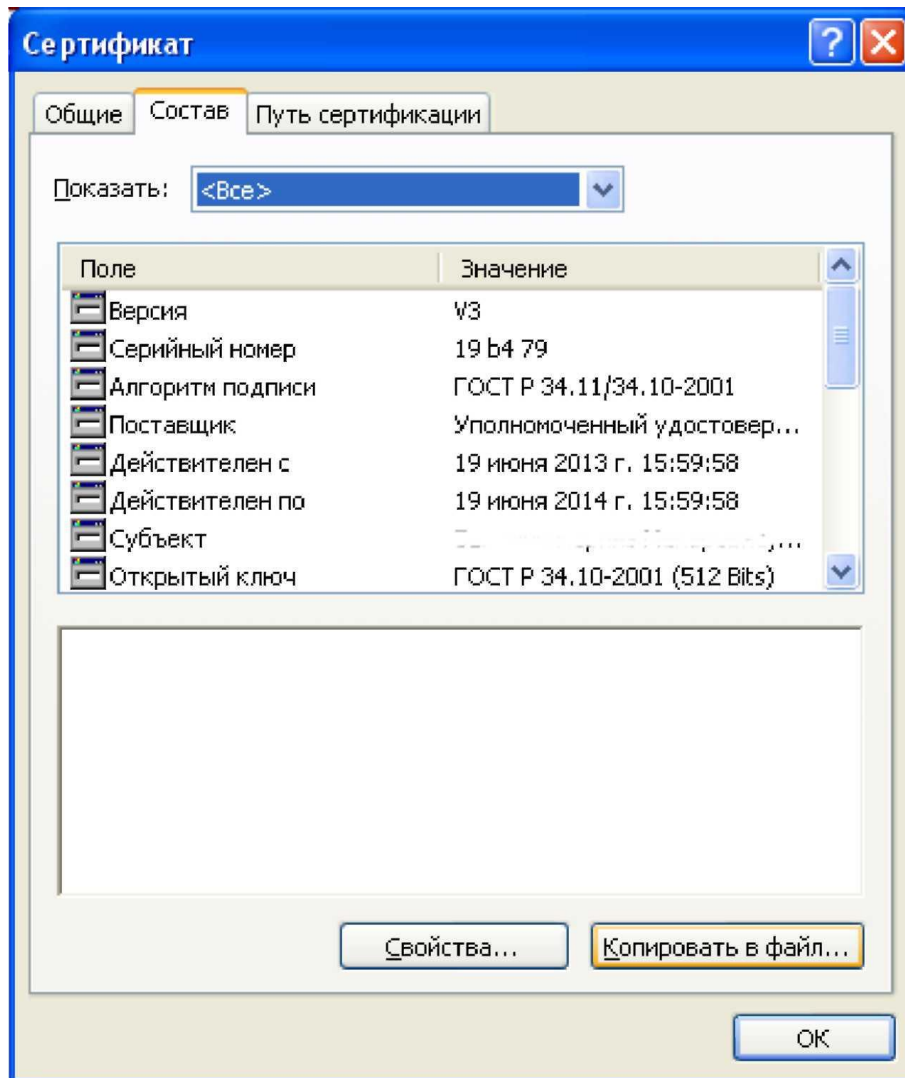 Сертификат
Общие Состав Путь сертификации
Показать: <Все>
Поле Значение
Версия V3
Серийный номер 19 b4 79
Алгоритм подписи ГОСТ Р 34.11/34.10-2001
Поставщик Уполномоченный удостовер...
Действителен с 19 июня 2013 г. 15:59:58
Действителен по 19 июня 2014 г. 15:59:58
Субъект
Открытый ключ ГОСТ Р 34.10-2001 (512 Bits)
Свойства... Копировать в файл...
ОК